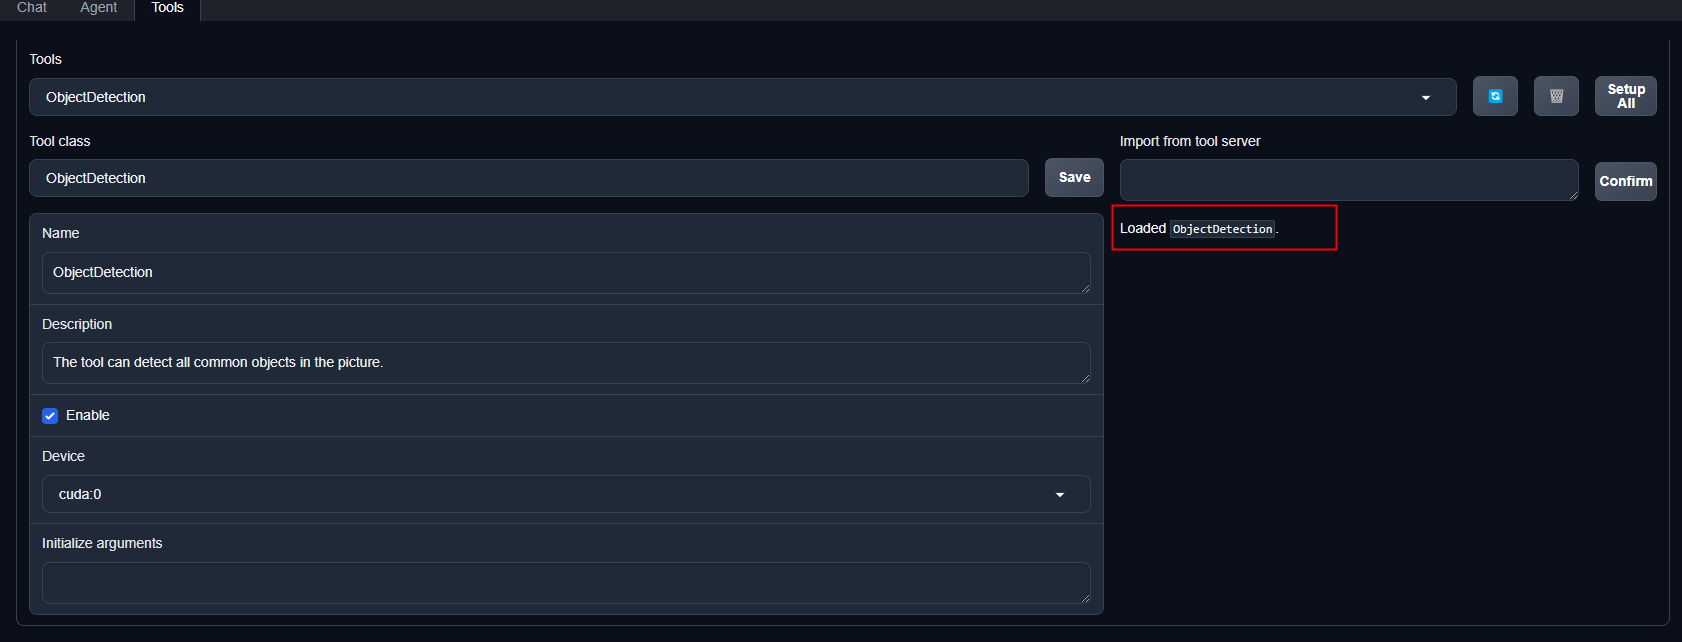 Chat Agent Tools
Tools
ObjectDetection
Setup
All
Tool class
ObjectDetection
Save
Import from tool server
Confirm
Loaded ObjectDetection.
Name
ObjectDetection
Description
The tool can detect all common objects in the picture.
Enable
Device
cuda:0
Initialize arguments